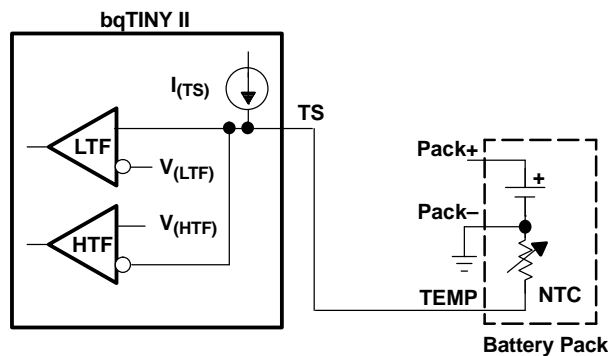 bqTINY II
I(TS)
TS
LTF
V(LTF)
V(HTF)
HTF
Pack+
+
Pack−
TEMP
NTC
Battery Pack